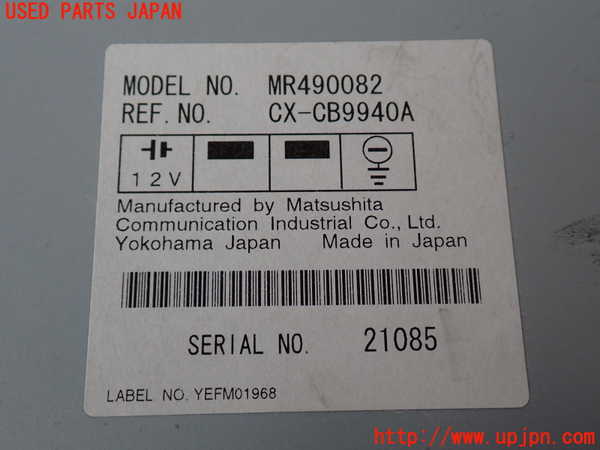 USED PARTS JAPAN
MODEL NO. MR490082
REF. NO. CX-CB9940A
12V
Manufactured by Matsushita
Communication Industrial Co., Ltd.
Yokohama Japan Made in Japan
SERIAL NO. 21085
LABEL NO. YEFM01968
http://www.upjpn.com/